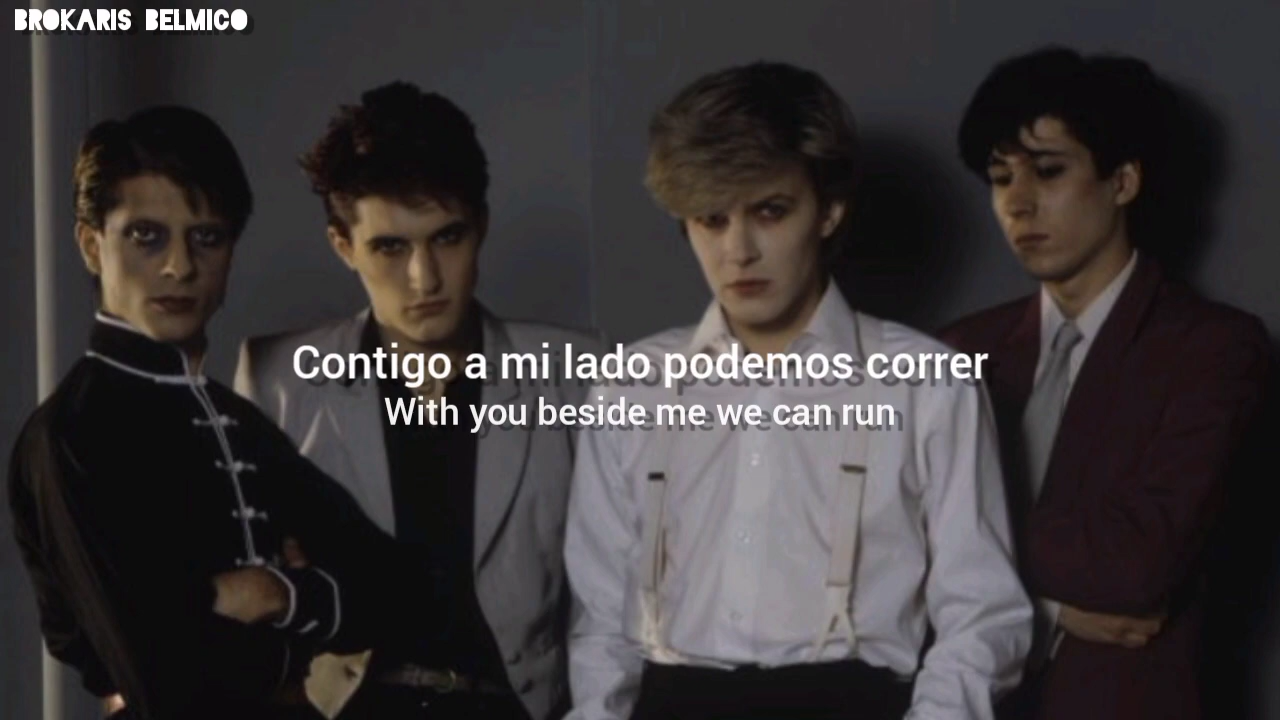 BROKARIS BELMICO
Contigo a mi lado podemos correr
With you beside me we can run